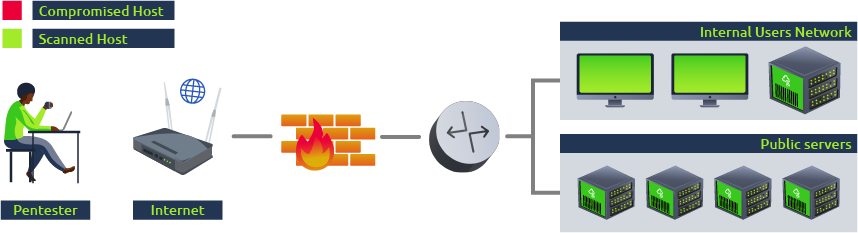 Compromised Host
Scanned Host
Internal Users Network
Public servers
Pentester
Internet